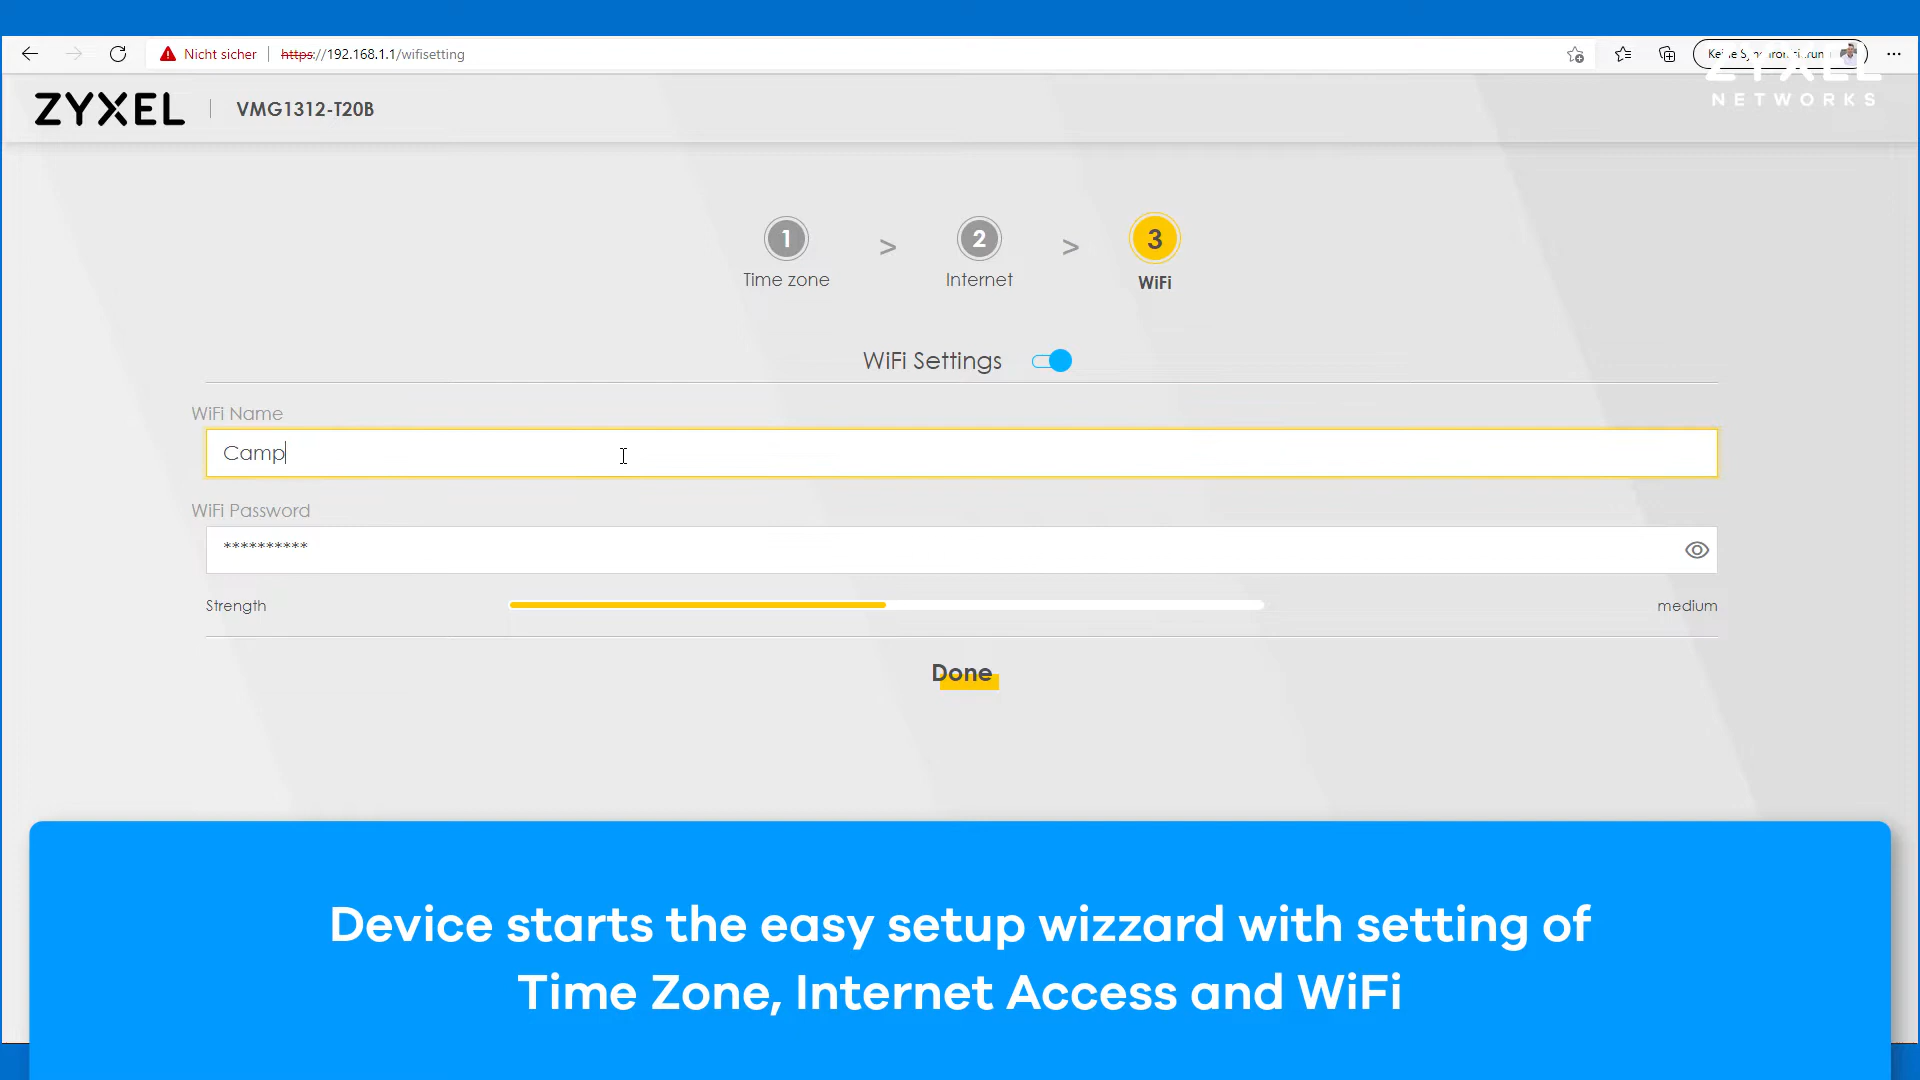 Nicht sicher https://192.168.1.1/wifisetting
ZYXEL
NETWORKS
ZYXEL VMG1312-T20B
1 > 2 > 3
Time zone Internet WiFi
WiFi Settings
WiFi Name
Camp
WiFi Password
**********
Strength medium
Done
Device starts the easy setup wizzard with setting of
Time Zone, Internet Access and WiFi